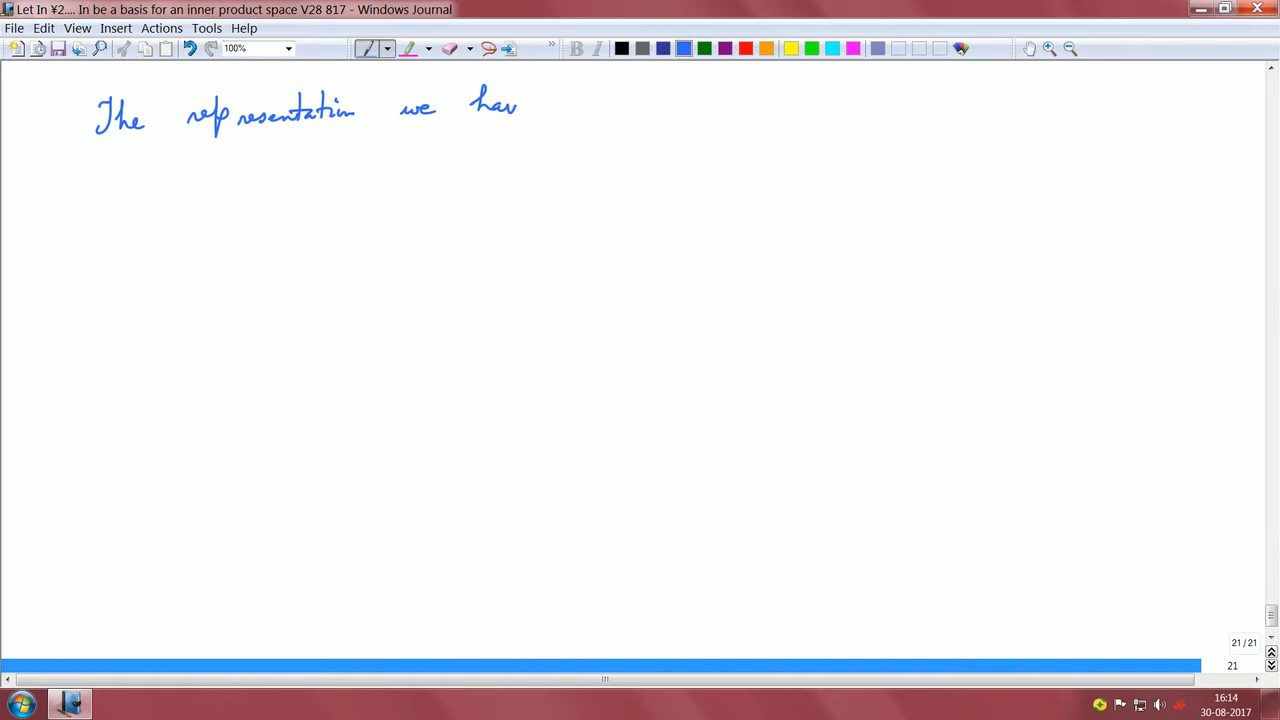 Let In ¥2.... In be a basis for an inner product space V28 817 - Windows Journal
File Edit View Insert Actions Tools Help
100%
B I
The representation we hav
21 / 21
21
16:14
30-08-2017